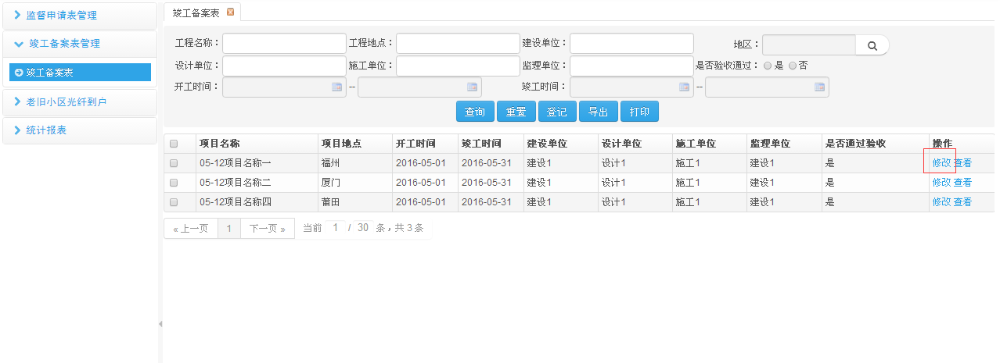 监督申请表管理
竣工备案表管理
竣工备案表
老旧小区光纤到户
统计报表
竣工备案表
工程名称： 工程地点： 建设单位： 地区：
设计单位： 施工单位： 监理单位： 是否验收通过： 是 否
开工时间： -- 竣工时间： --
查询 重置 登记 导出 打印
项目名称 项目地点 开工时间 竣工时间 建设单位 设计单位 施工单位 监理单位 是否通过验收 操作
05-12项目名称一 福州 2016-05-01 2016-05-31 建设1 设计1 施工1 建设1 是 修改 查看
05-12项目名称二 厦门 2016-05-01 2016-05-31 建设1 设计1 施工1 建设1 是 修改 查看
05-12项目名称四 莆田 2016-05-01 2016-05-31 建设1 设计1 施工1 建设1 是 修改 查看
« 上一页 1 下一页 » 当前 1 / 30 条，共 3 条